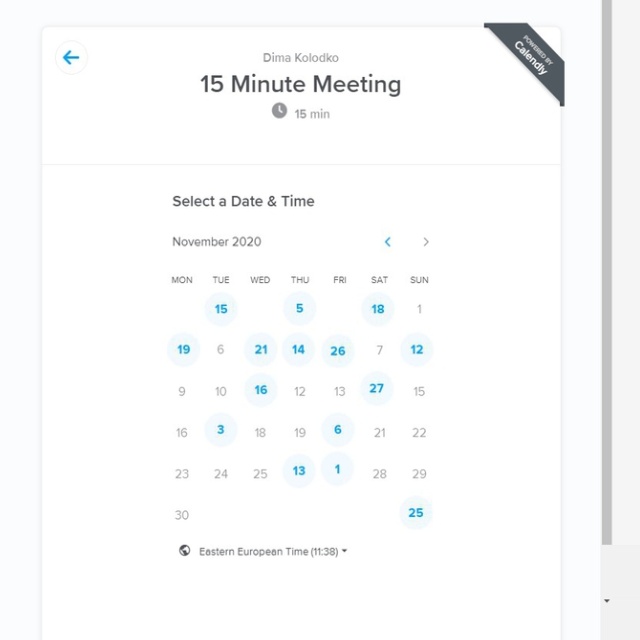 Dima Kolodko
15 Minute Meeting
15 min
POWERED BY
Calendly
Select a Date & Time
November 2020
MON TUE WED THU FRI SAT SUN
15 5 18 1
19 6 21 14 26 7 12
9 10 16 12 13 27 15
16 3 18 19 6 21 22
23 24 25 13 1 28 29
30 25
Eastern European Time (11:38)